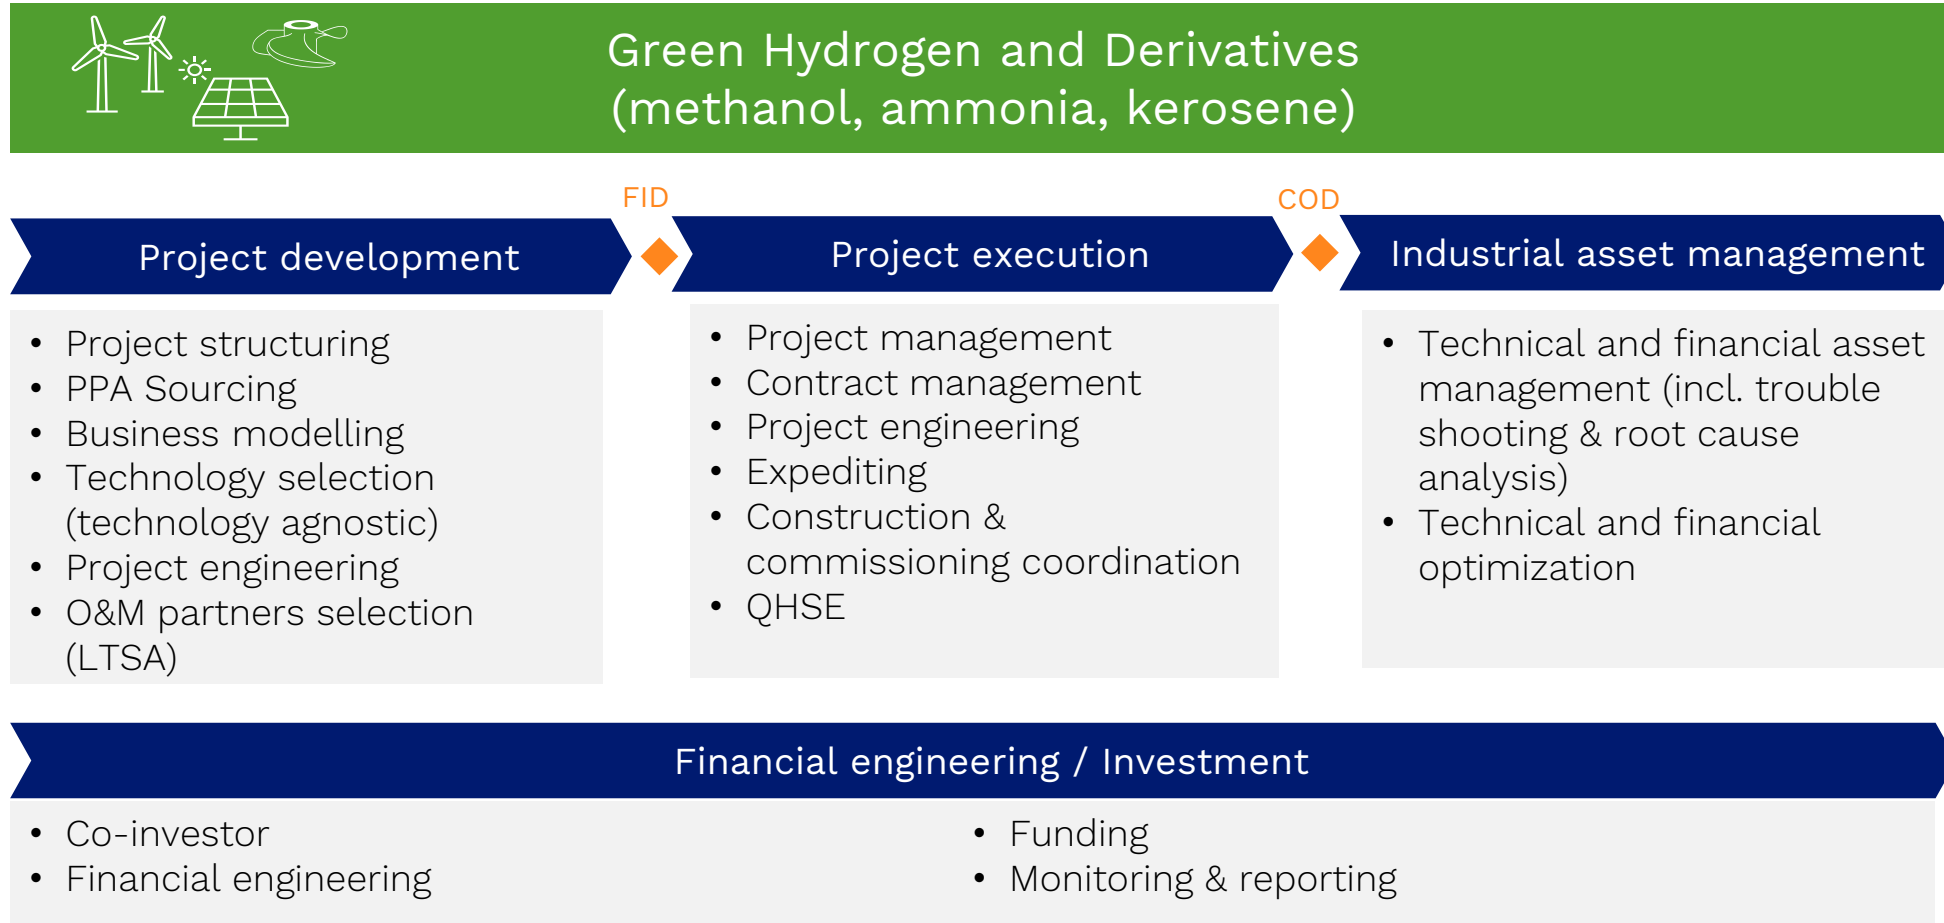 Green Hydrogen and Derivatives
(methanol, ammonia, kerosene)
FID
COD
Project development
Project execution
Industrial asset management
• Project structuring
• PPA Sourcing
• Business modelling
• Technology selection
(technology agnostic)
• Project engineering
• O&M partners selection
(LTSA)
• Project management
• Contract management
• Project engineering
• Expediting
• Construction &
commissioning coordination
• QHSE
• Technical and financial asset
management (incl. trouble
shooting & root cause
analysis)
• Technical and financial
optimization
Financial engineering / Investment
• Co-investor
• Financial engineering
• Funding
• Monitoring & reporting